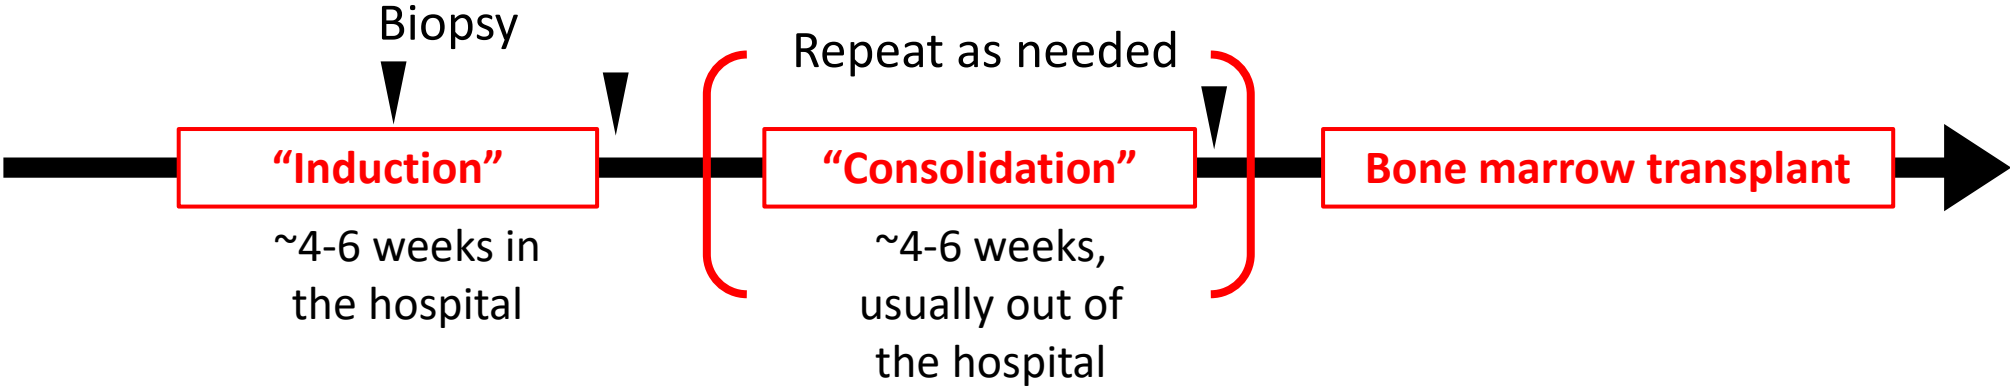 Biopsy
Repeat as needed
“Induction”
“Consolidation”
Bone marrow transplant
~4-6 weeks in
the hospital
~4-6 weeks,
usually out of
the hospital